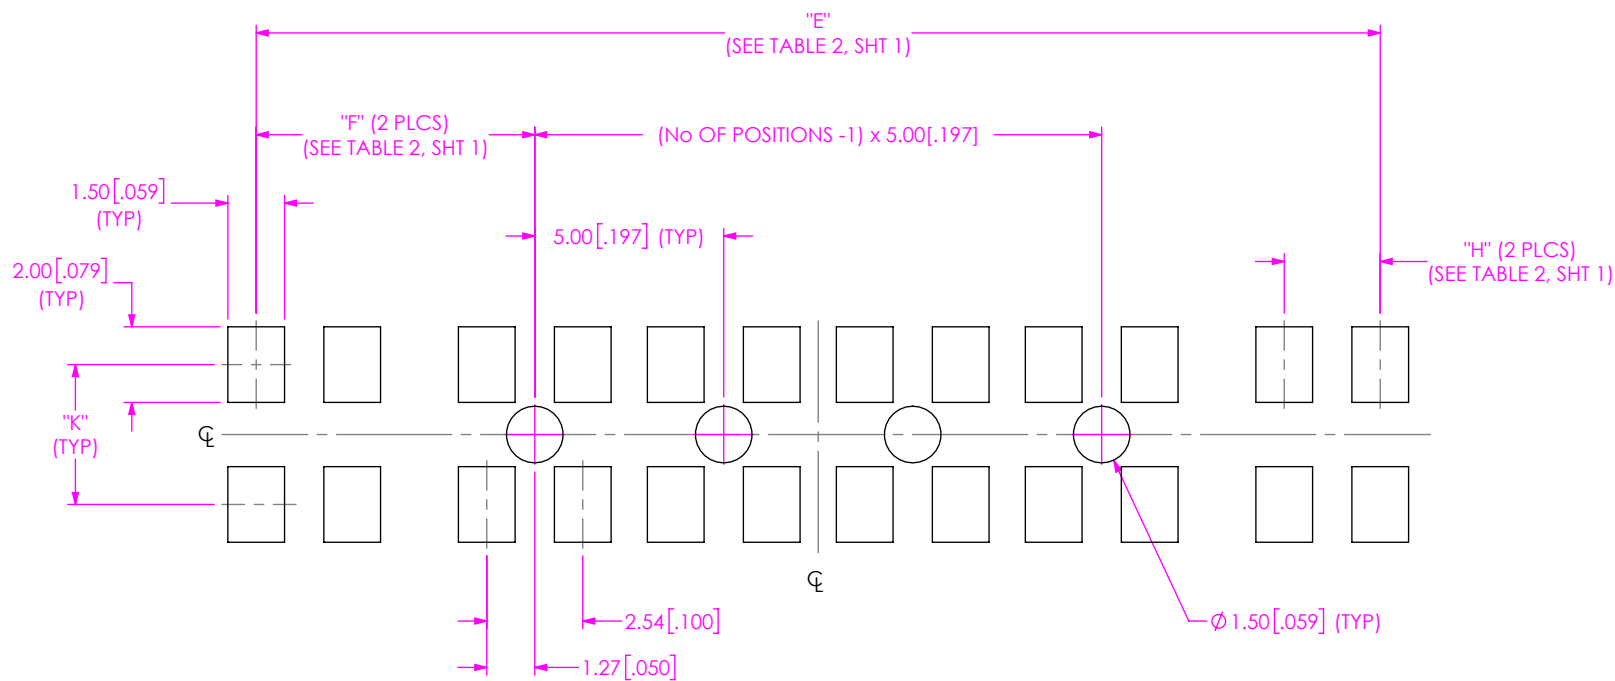 "E"
(SEE TABLE 2, SHT 1)
"F" (2 PLCS)
(SEE TABLE 2, SHT 1)
(No OF POSITIONS -1) x 5.00[.197]
1.50[.059]
(TYP)
5.00[.197] (TYP)
"H" (2 PLCS)
(SEE TABLE 2, SHT 1)
2.00[.079]
(TYP)
"K"
(TYP)
℄
℄
2.54[.100]
Ø1.50[.059] (TYP)
1.27[.050]